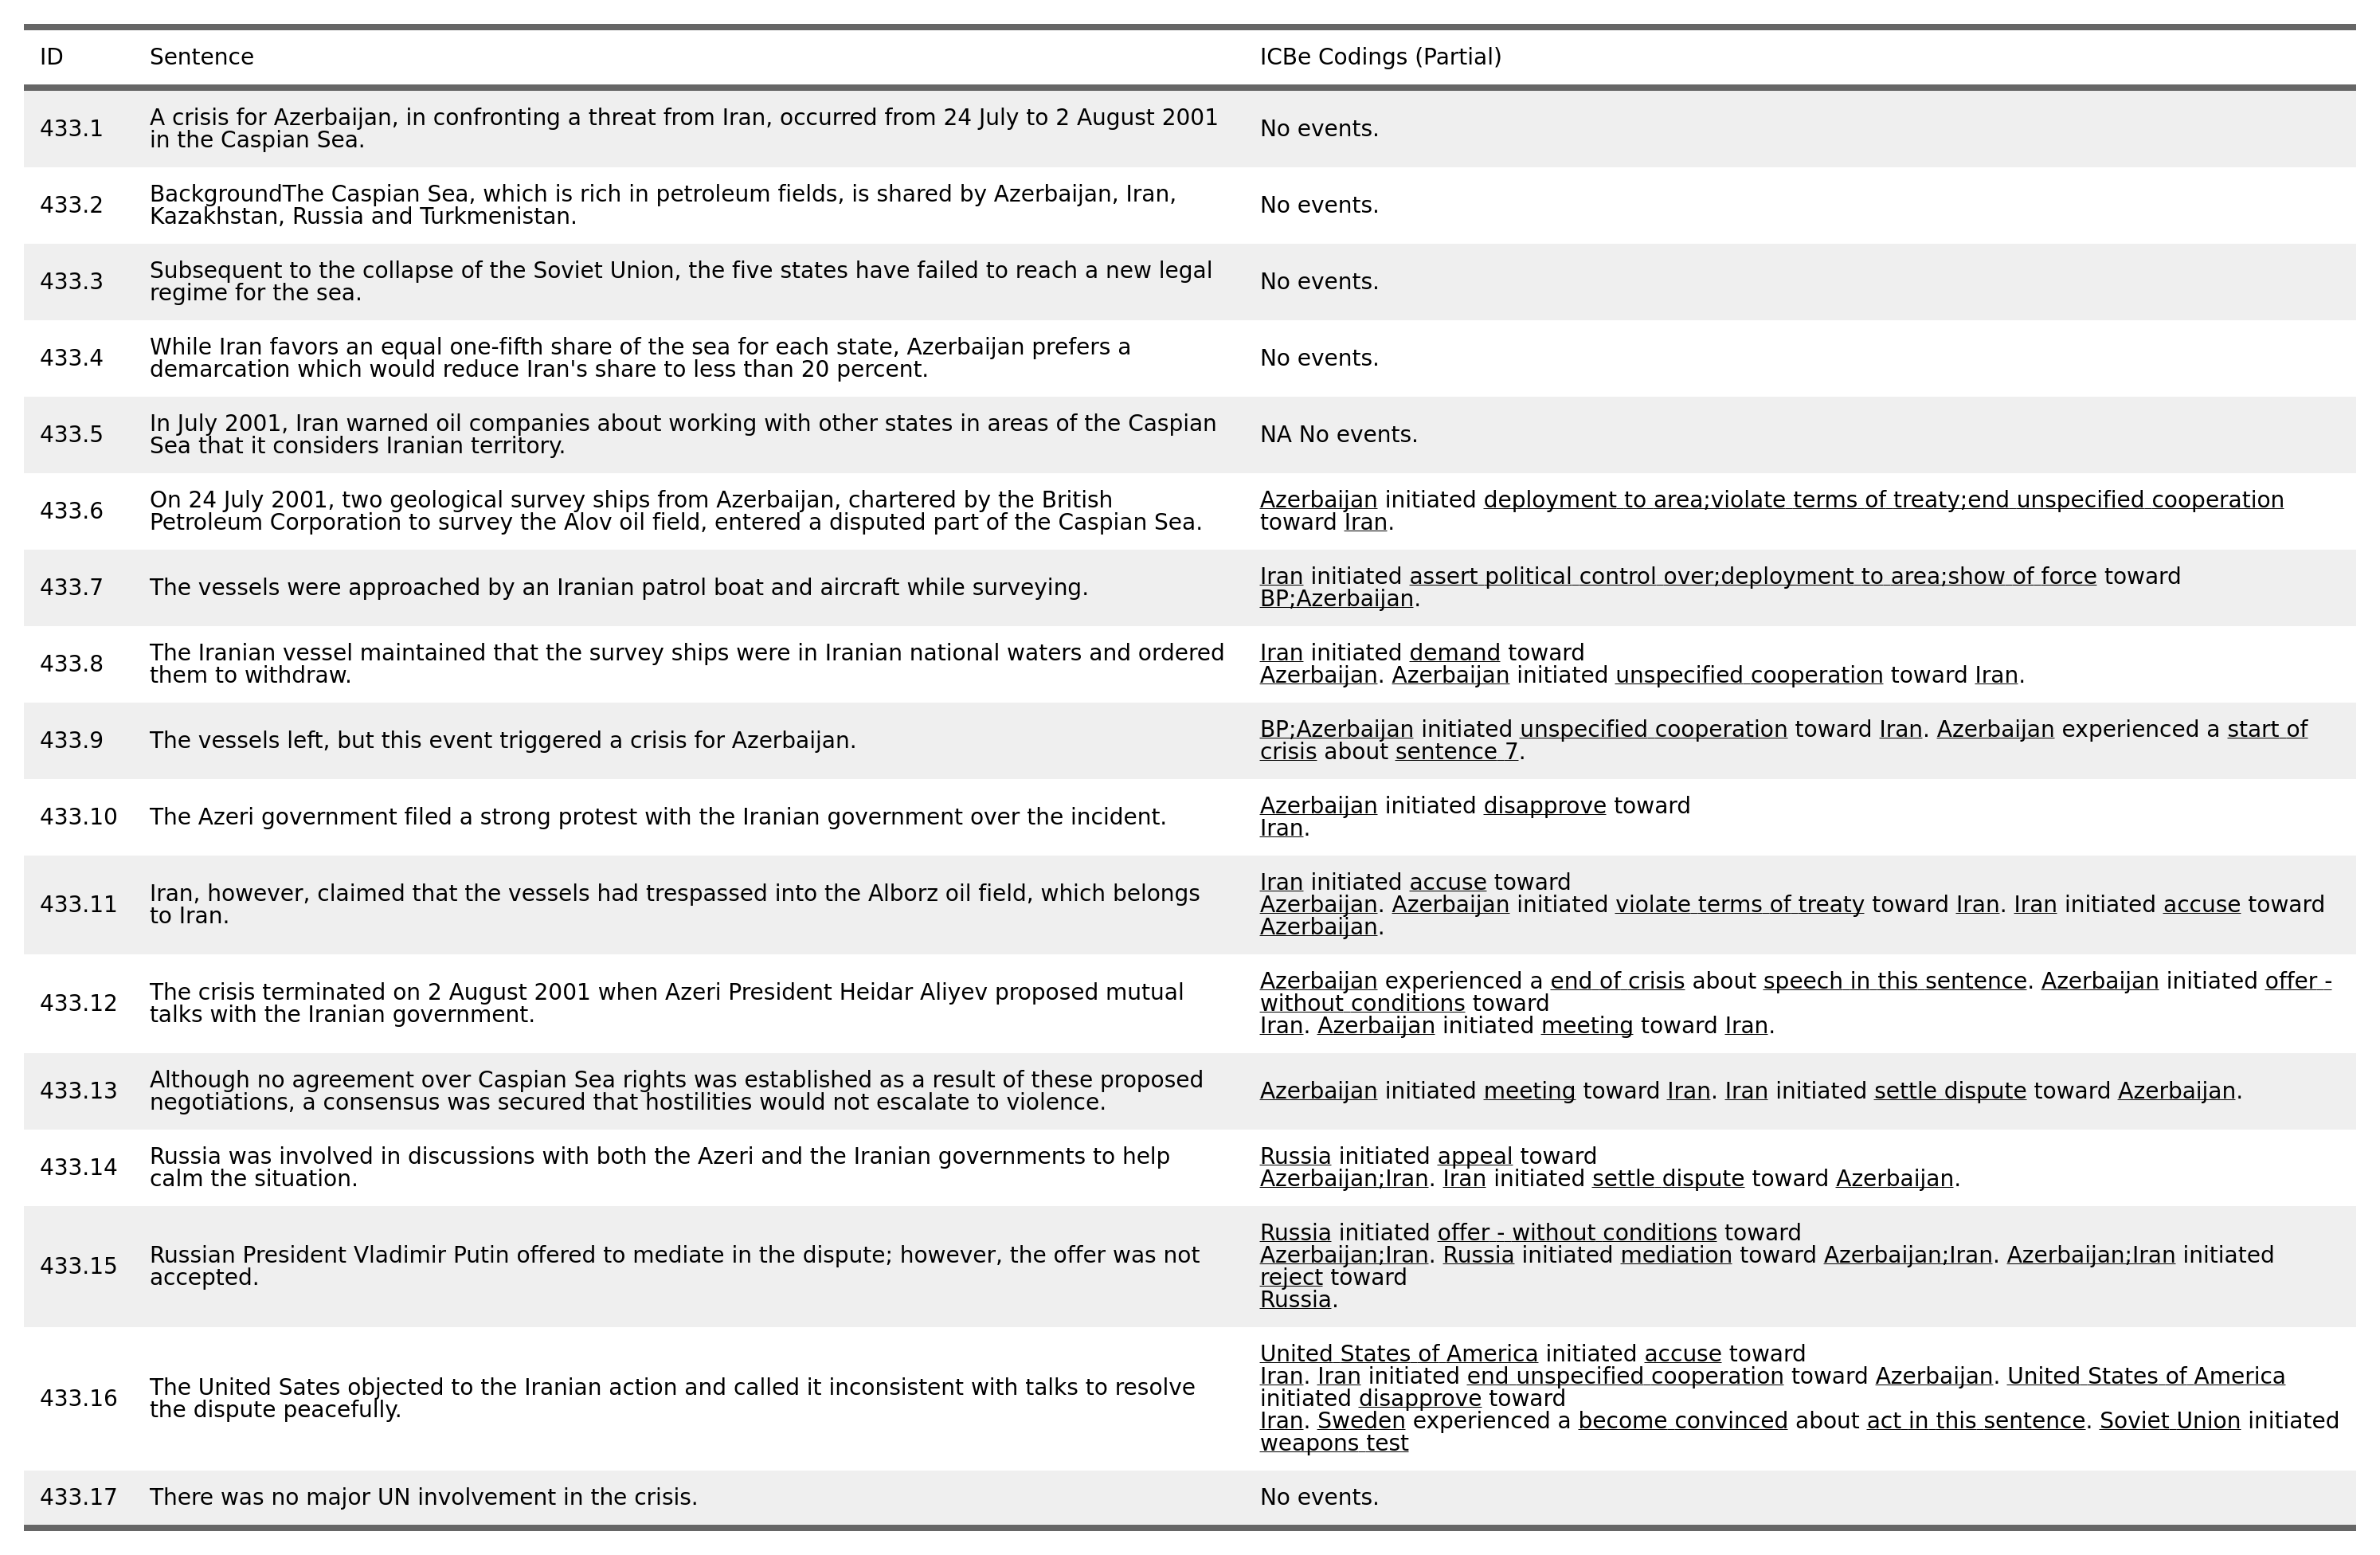 ID Sentence ICBe Codings (Partial)
433.1 A crisis for Azerbaijan, in confronting a threat from Iran, occurred from 24 July to 2 August 2001
in the Caspian Sea.
No events.
433.2 BackgroundThe Caspian Sea, which is rich in petroleum fields, is shared by Azerbaijan, Iran,
Kazakhstan, Russia and Turkmenistan.
No events.
433.3 Subsequent to the collapse of the Soviet Union, the five states have failed to reach a new legal
regime for the sea.
No events.
433.4 While Iran favors an equal one-fifth share of the sea for each state, Azerbaijan prefers a
demarcation which would reduce Iran's share to less than 20 percent.
No events.
433.5 In July 2001, Iran warned oil companies about working with other states in areas of the Caspian
Sea that it considers Iranian territory.
NA No events.
433.6 On 24 July 2001, two geological survey ships from Azerbaijan, chartered by the British
Petroleum Corporation to survey the Alov oil field, entered a disputed part of the Caspian Sea.
Azerbaijan initiated deployment to area;violate terms of treaty;end unspecified cooperation
toward Iran.
433.7 The vessels were approached by an Iranian patrol boat and aircraft while surveying.
Iran initiated assert political control over;deployment to area;show of force toward
BP;Azerbaijan.
433.8 The Iranian vessel maintained that the survey ships were in Iranian national waters and ordered
them to withdraw.
Iran initiated demand toward
Azerbaijan. Azerbaijan initiated unspecified cooperation toward Iran.
433.9 The vessels left, but this event triggered a crisis for Azerbaijan.
BP;Azerbaijan initiated unspecified cooperation toward Iran. Azerbaijan experienced a start of
crisis about sentence 7.
433.10 The Azeri government filed a strong protest with the Iranian government over the incident.
Azerbaijan initiated disapprove toward
Iran.
433.11 Iran, however, claimed that the vessels had trespassed into the Alborz oil field, which belongs
to Iran.
Iran initiated accuse toward
Azerbaijan. Azerbaijan initiated violate terms of treaty toward Iran. Iran initiated accuse toward
Azerbaijan.
433.12 The crisis terminated on 2 August 2001 when Azeri President Heidar Aliyev proposed mutual
talks with the Iranian government.
Azerbaijan experienced a end of crisis about speech in this sentence. Azerbaijan initiated offer -
without conditions toward
Iran. Azerbaijan initiated meeting toward Iran.
433.13 Although no agreement over Caspian Sea rights was established as a result of these proposed
negotiations, a consensus was secured that hostilities would not escalate to violence.
Azerbaijan initiated meeting toward Iran. Iran initiated settle dispute toward Azerbaijan.
433.14 Russia was involved in discussions with both the Azeri and the Iranian governments to help
calm the situation.
Russia initiated appeal toward
Azerbaijan;Iran. Iran initiated settle dispute toward Azerbaijan.
433.15 Russian President Vladimir Putin offered to mediate in the dispute; however, the offer was not
accepted.
Russia initiated offer - without conditions toward
Azerbaijan;Iran. Russia initiated mediation toward Azerbaijan;Iran. Azerbaijan;Iran initiated
reject toward
Russia.
433.16 The United Sates objected to the Iranian action and called it inconsistent with talks to resolve
the dispute peacefully.
United States of America initiated accuse toward
Iran. Iran initiated end unspecified cooperation toward Azerbaijan. United States of America
initiated disapprove toward
Iran. Sweden experienced a become convinced about act in this sentence. Soviet Union initiated
weapons test
433.17 There was no major UN involvement in the crisis.
No events.